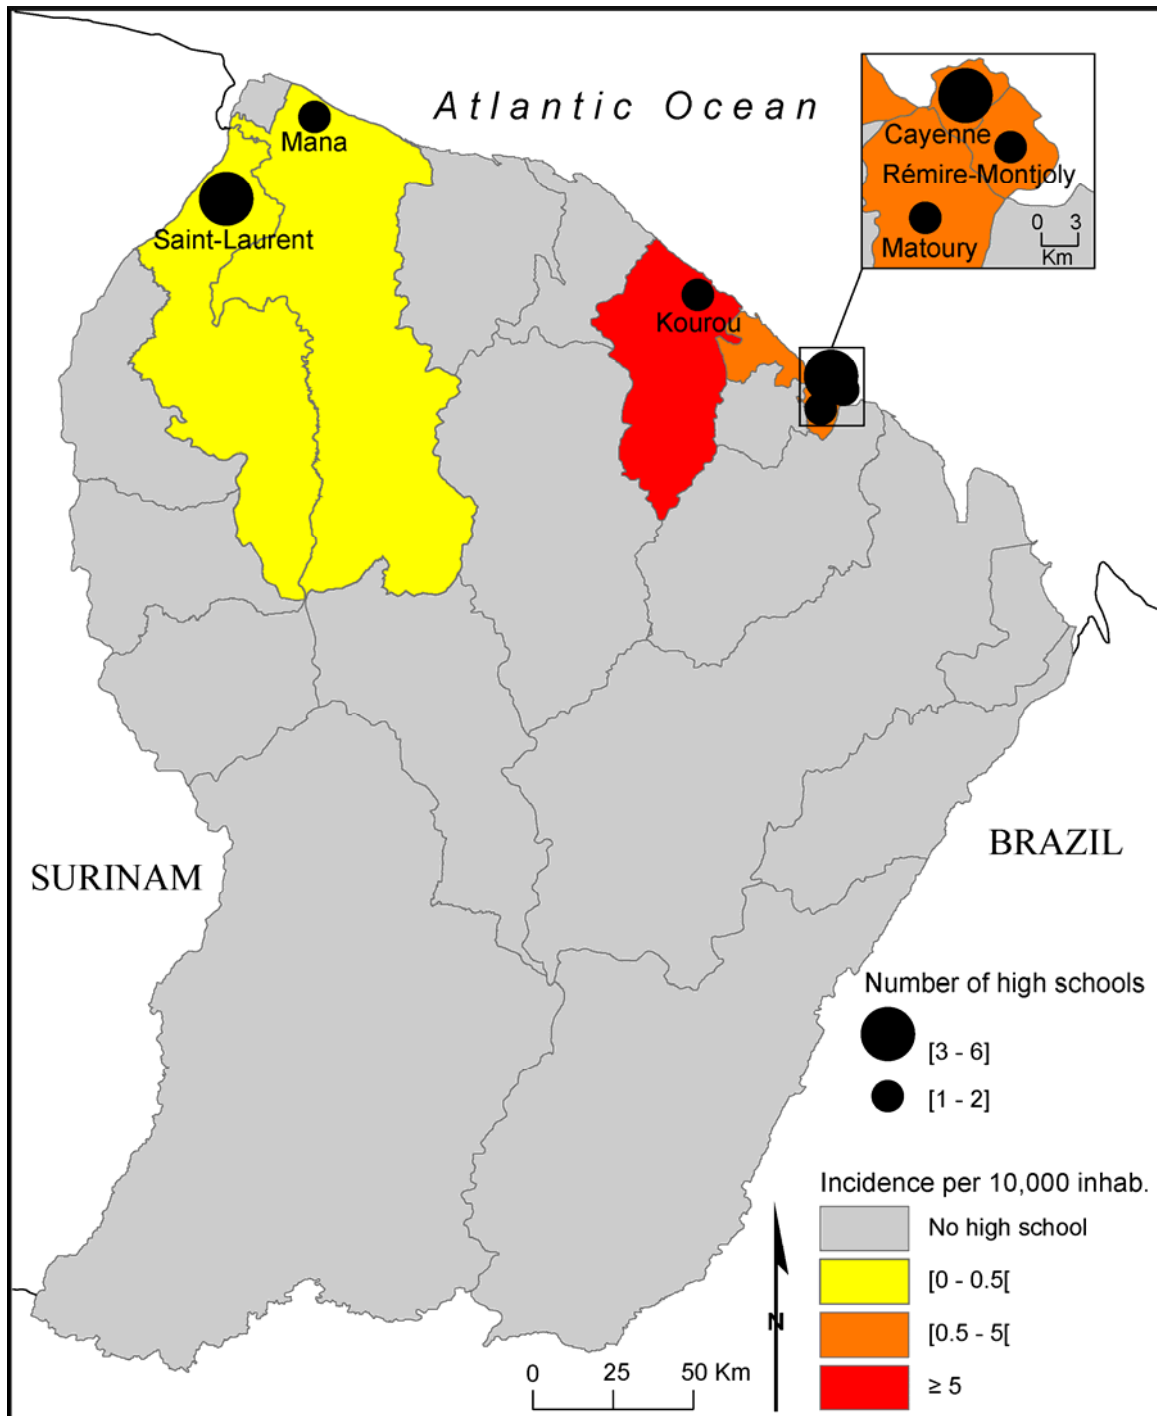 Atlantic Ocean
Mana
Saint-Laurent
Cayenne
Rémire-Montjoly
Matoury
0 3
Km
Kourou
SURINAM
BRAZIL
Number of high schools
[3 - 6]
[1 - 2]
Incidence per 10,000 inhab.
No high school
[0 - 0.5[
[0.5 - 5[
≥ 5
N
0 25 50 Km